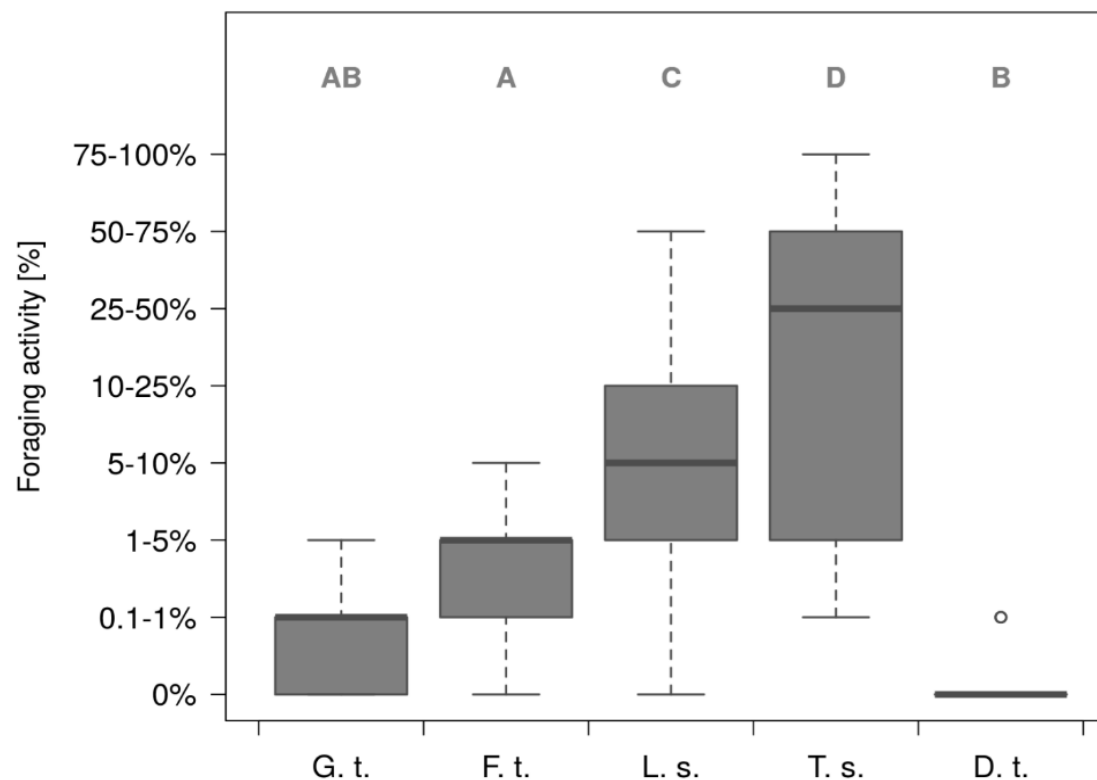 AB A C D B
75-100%
50-75%
25-50%
10-25%
5-10%
1-5%
0.1-1%
0%
Foraging activity [%]
G. t. F. t. L. s. T. s. D. t.